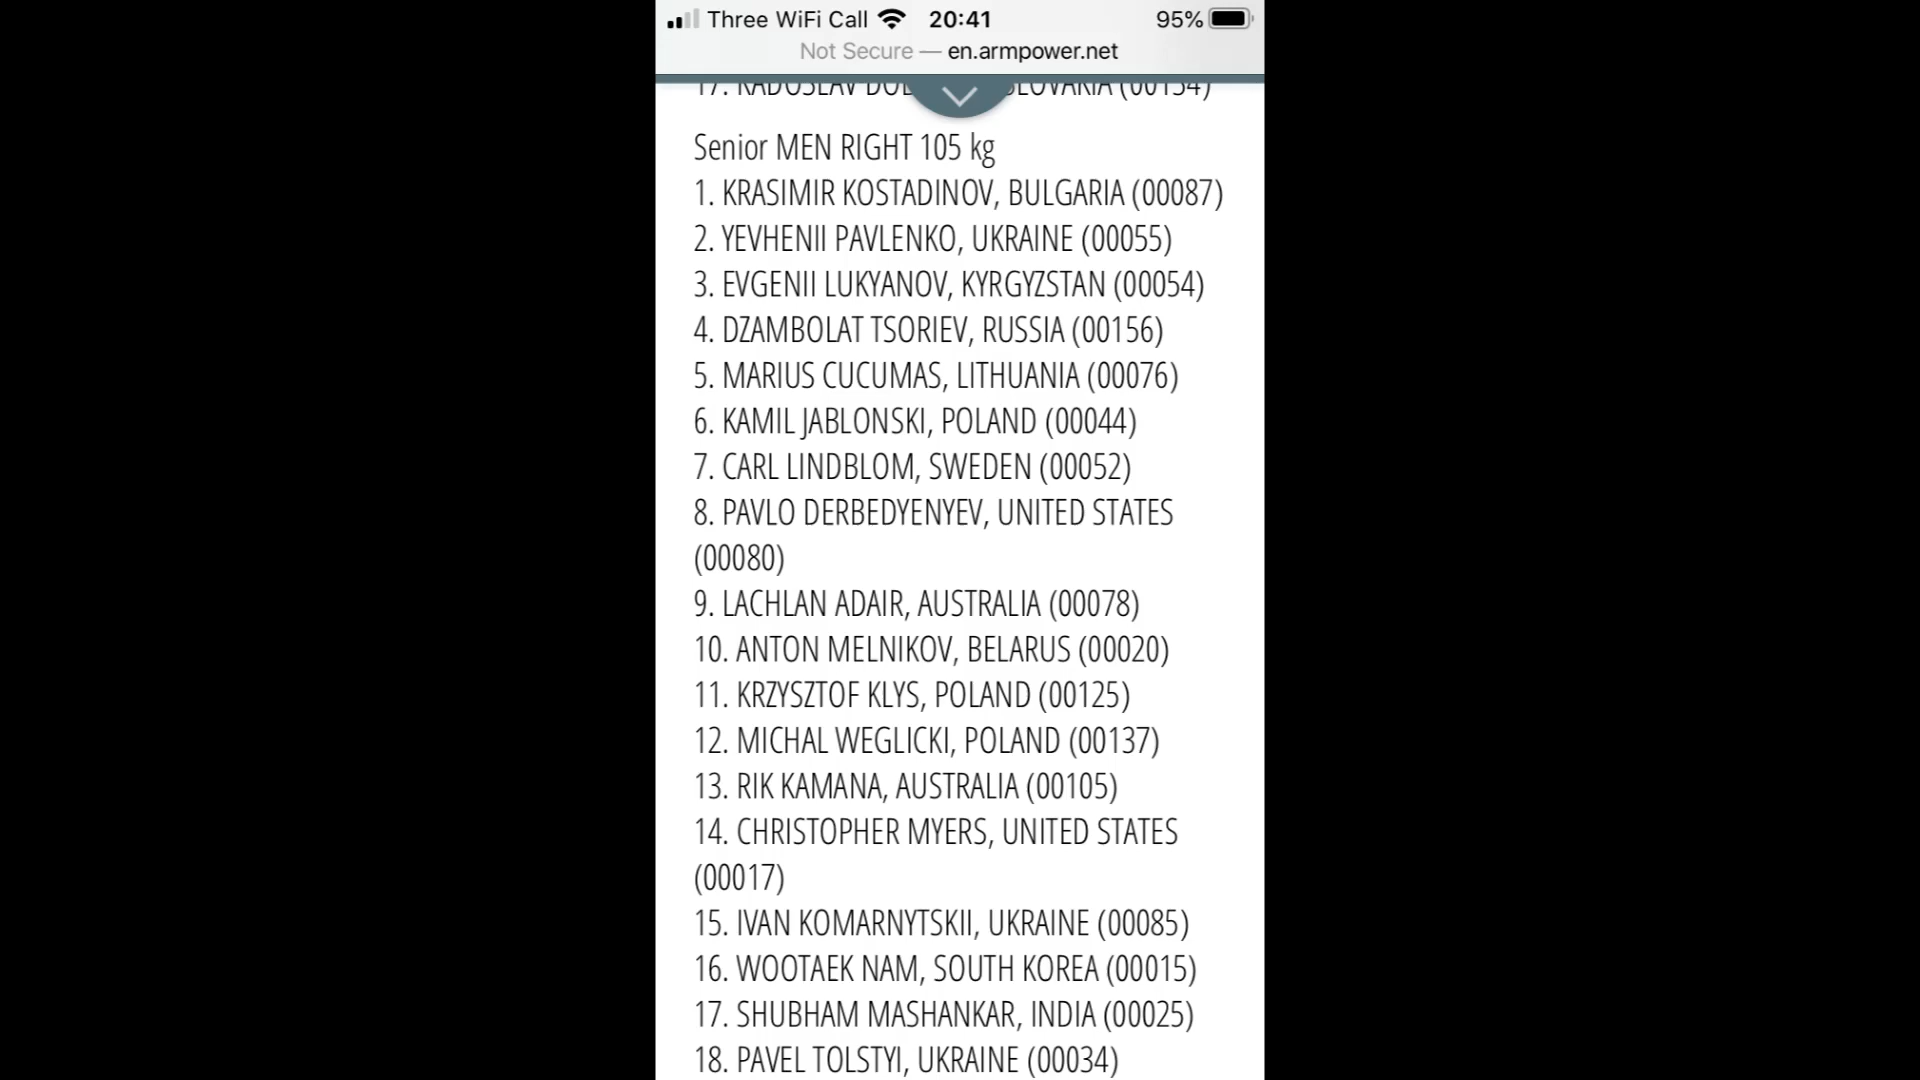 Three WiFi Call 20:41 95%
Not Secure — en.armpower.net
17. RADOSLAV (00154)
Senior MEN RIGHT 105 kg
1. KRASIMIR KOSTADINOV, BULGARIA (00087)
2. YEVHENII PAVLENKO, UKRAINE (00055)
3. EVGENII LUKYANOV, KYRGYZSTAN (00054)
4. DZAMBOLAT TSORIEV, RUSSIA (00156)
5. MARIUS CUCUMAS, LITHUANIA (00076)
6. KAMIL JABLONSKI, POLAND (00044)
7. CARL LINDBLOM, SWEDEN (00052)
8. PAVLO DERBEDYENYEV, UNITED STATES
(00080)
9. LACHLAN ADAIR, AUSTRALIA (00078)
10. ANTON MELNIKOV, BELARUS (00020)
11. KRZYSZTOF KLYS, POLAND (00125)
12. MICHAL WEGLICKI, POLAND (00137)
13. RIK KAMANA, AUSTRALIA (00105)
14. CHRISTOPHER MYERS, UNITED STATES
(00017)
15. IVAN KOMARNYTSKII, UKRAINE (00085)
16. WOOTAEK NAM, SOUTH KOREA (00015)
17. SHUBHAM MASHANKAR, INDIA (00025)
18. PAVEL TOLSTYI, UKRAINE (00034)